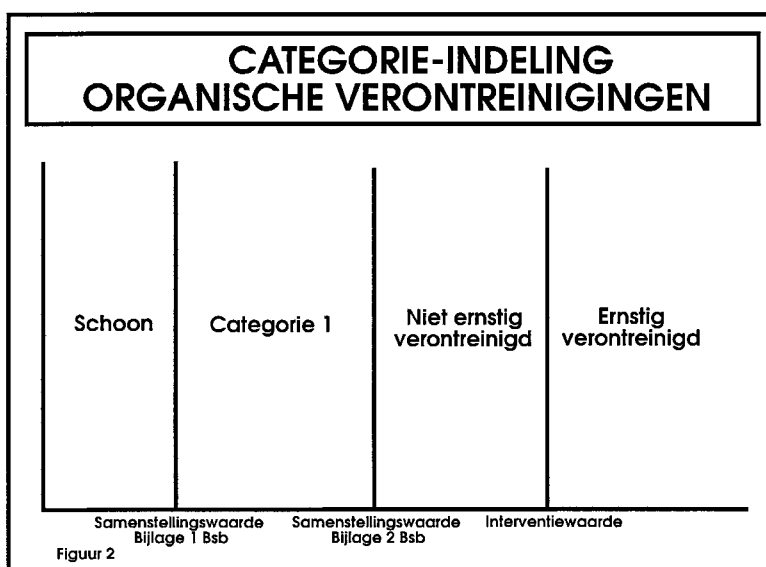 CATEGORIE-INDELING
ORGANISCHE VERONTREINIGINGEN
Schoon
Categorie 1
Niet ernstig
verontreinigd
Ernstig
verontreinigd
Samenstellingswaarde
Bijlage 1 Bsb
Samenstellingswaarde
Bijlage 2 Bsb
Interventiewaarde
Figuur 2